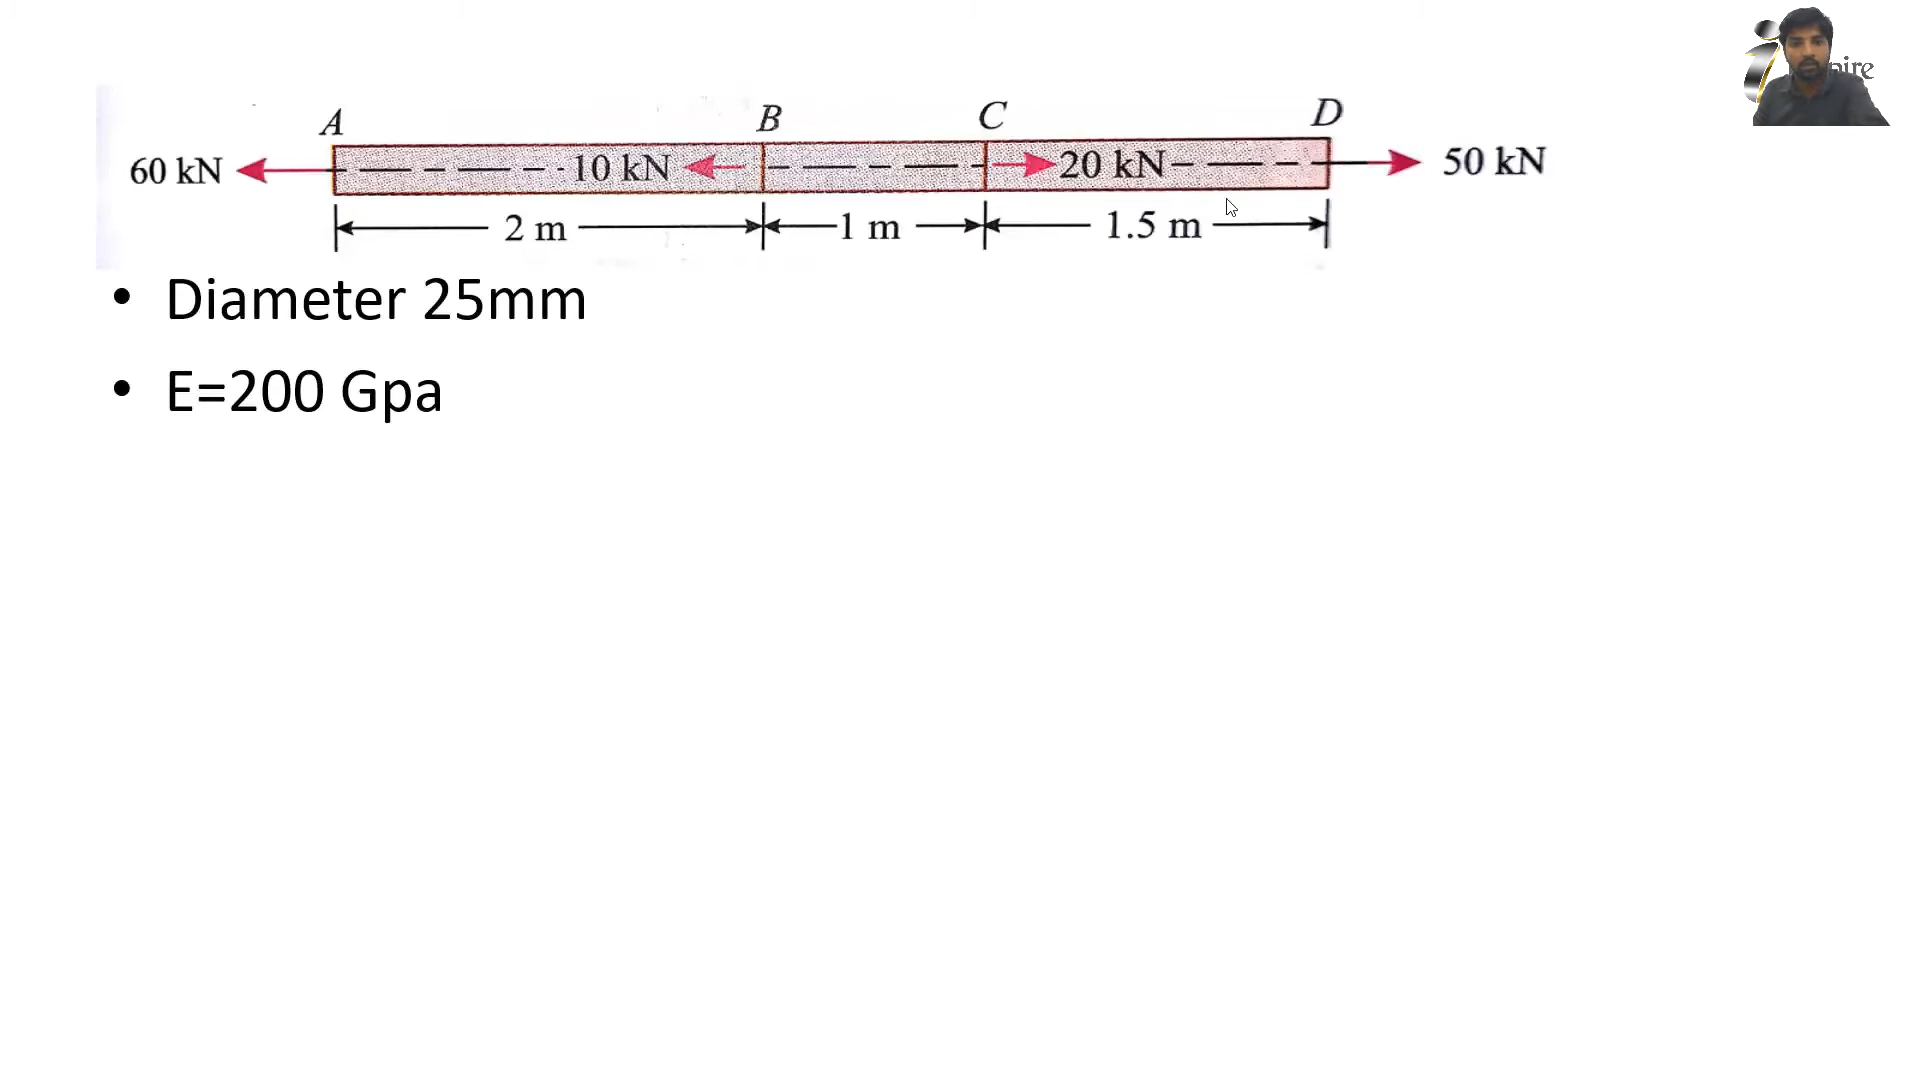 A B C D
60 kN 10 kN 20 kN 50 kN
2 m 1 m 1.5 m
• Diameter 25mm
• E=200 Gpa